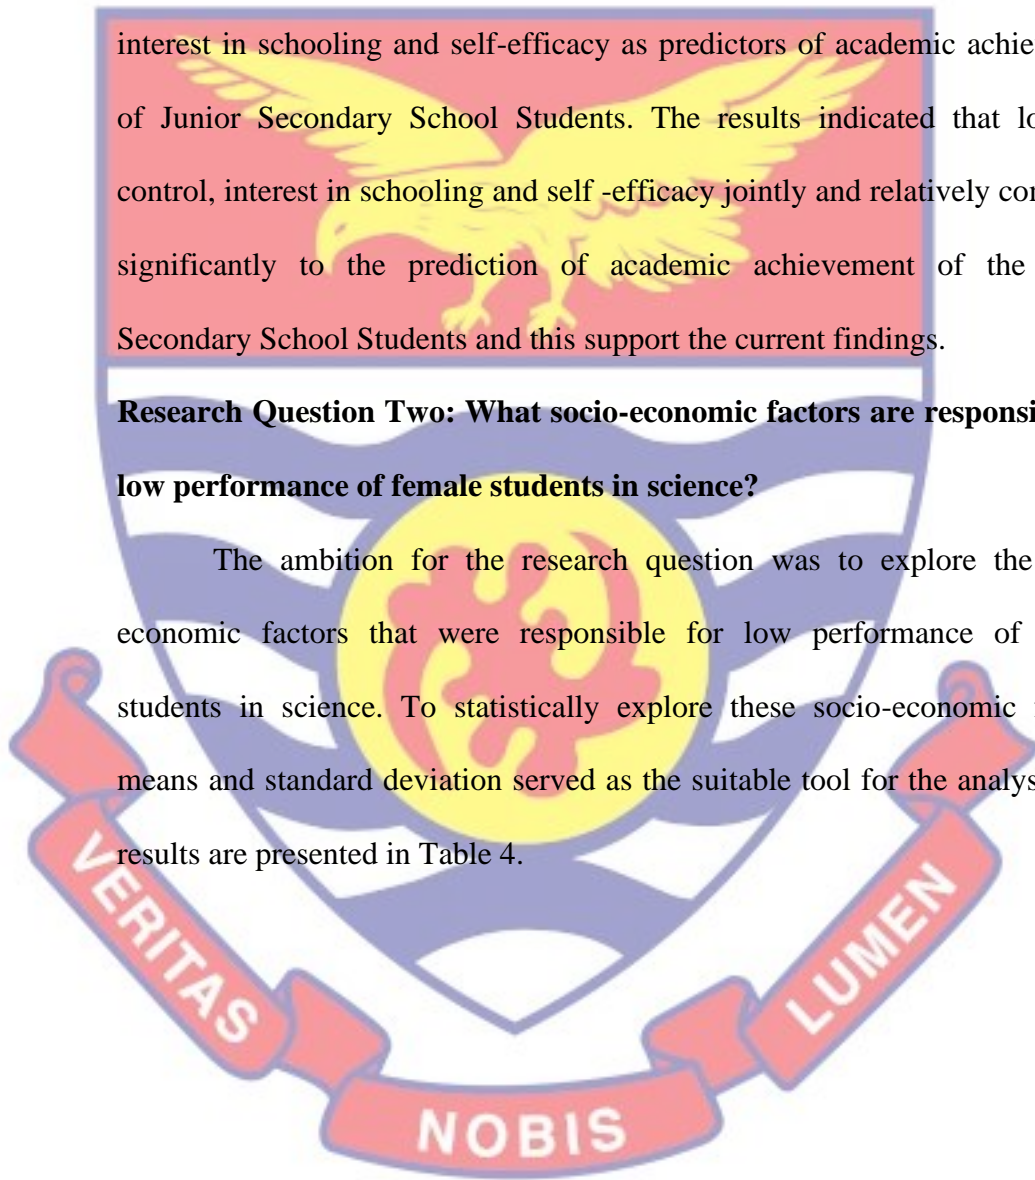 interest in schooling and self-efficacy as predictors of academic achie
of Junior Secondary School Students. The results indicated that lo
control, interest in schooling and self -efficacy jointly and relatively con
significantly to the prediction of academic achievement of the
Secondary School Students and this support the current findings.
Research Question Two: What socio-economic factors are responsi
low performance of female students in science?
The ambition for the research question was to explore the
economic factors that were responsible for low performance of
students in science. To statistically explore these socio-economic
means and standard deviation served as the suitable tool for the analys
results are presented in Table 4.
VERITAS
NOBIS
LUMEN